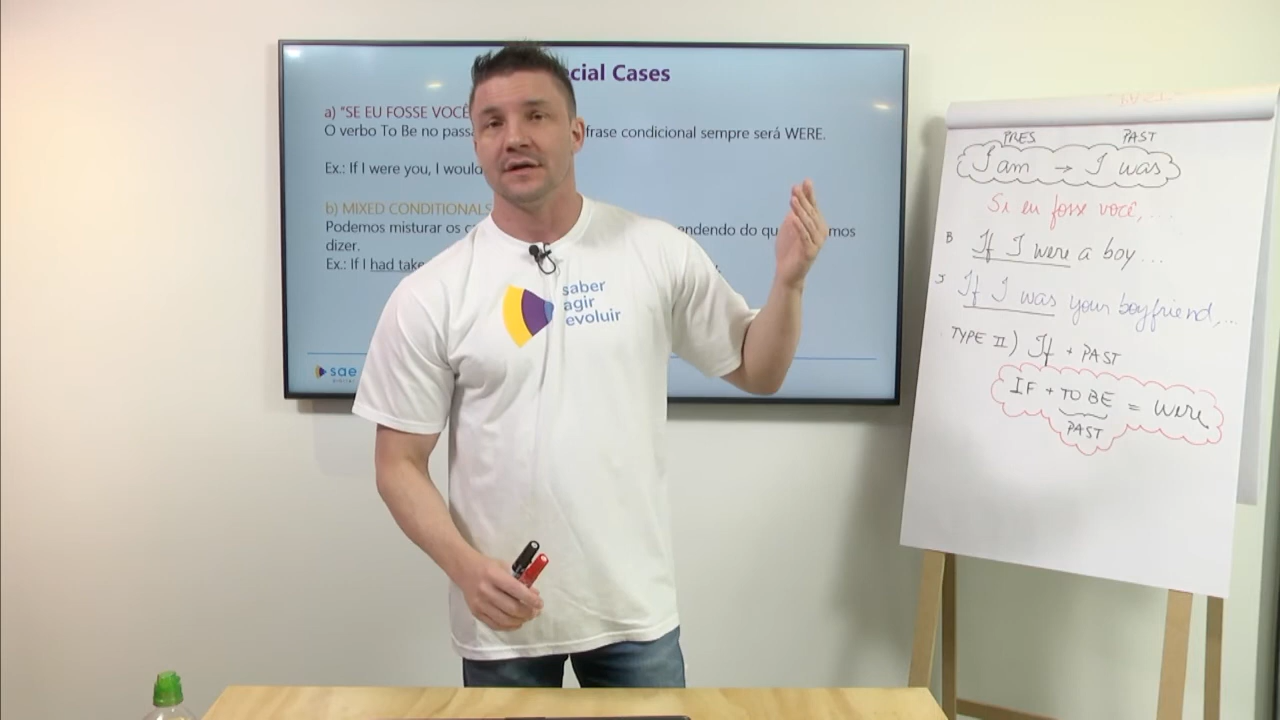 cial Cases
a) "SE EU FOSSE VOCÊ
O verbo To Be no passa frase condicional sempre será WERE.
Ex.: If I were you, I would
b) MIXED CONDITIONALS
Podemos misturar os c endendo do qu mos
dizer.
Ex.: If I had take
sae
saber
agir
evoluir
PRES PAST
I am → I was
Se eu fosse você, ...
B If I were a boy ...
J If I was your boyfriend, ...
TYPE II) If + PAST
IF + TO BE = were
PAST